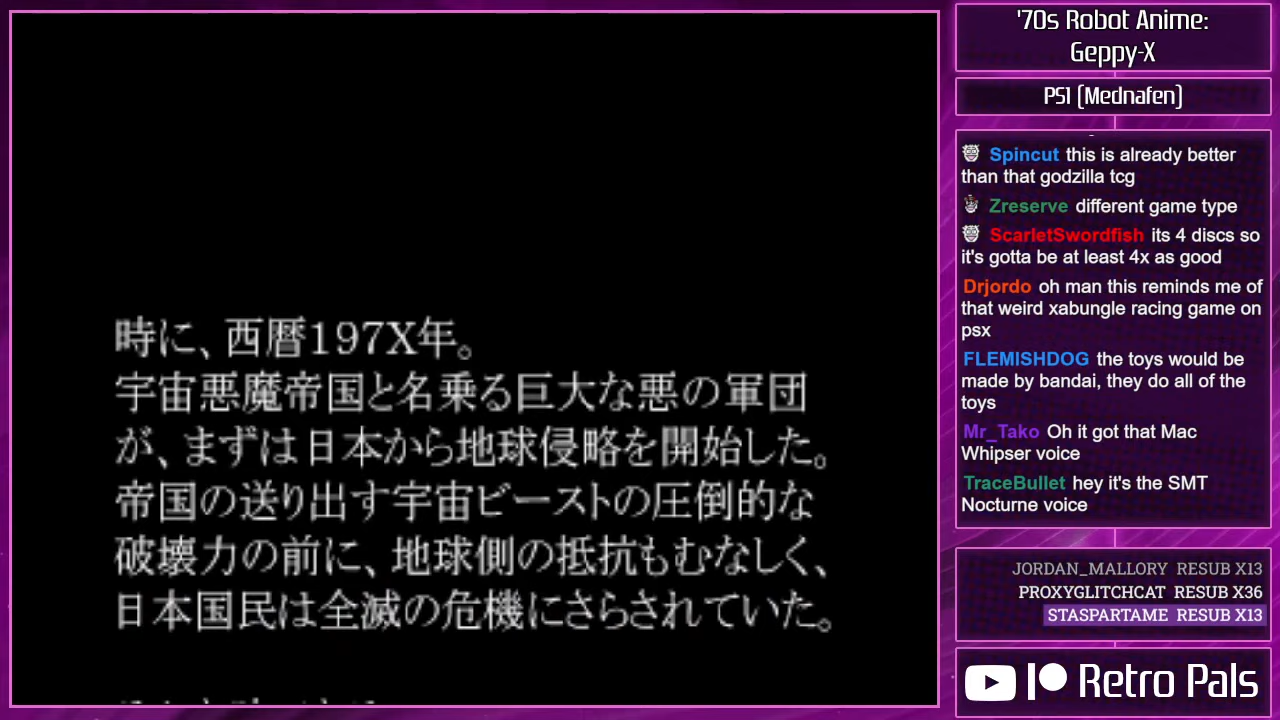 時に、西暦197X年。
宇宙悪魔帝国と名乗る巨大な悪の軍団
が、まずは日本から地球侵略を開始した。
帝国の送り出す宇宙ビーストの圧倒的な
破壊力の前に、地球側の抵抗もむなしく、
日本国民は全滅の危機にさらされていた。
'70s Robot Anime:
Geppy-X
PS1 (Mednafen)
Spincut this is already better
than that godzilla tcg
Zreserve different game type
ScarletSwordfish its 4 discs so
it's gotta be at least 4x as good
Drjordo oh man this reminds me of
that weird xabungle racing game on
psx
FLEMISHDOG the toys would be
made by bandai, they do all of the
toys
Mr_Tako Oh it got that Mac
Whipser voice
TraceBullet hey it's the SMT
Nocturne voice
JORDAN_MALLORY RESUB X13
PROXYGLITCHCAT RESUB X36
STASPARTAME RESUB X13
Retro Pals